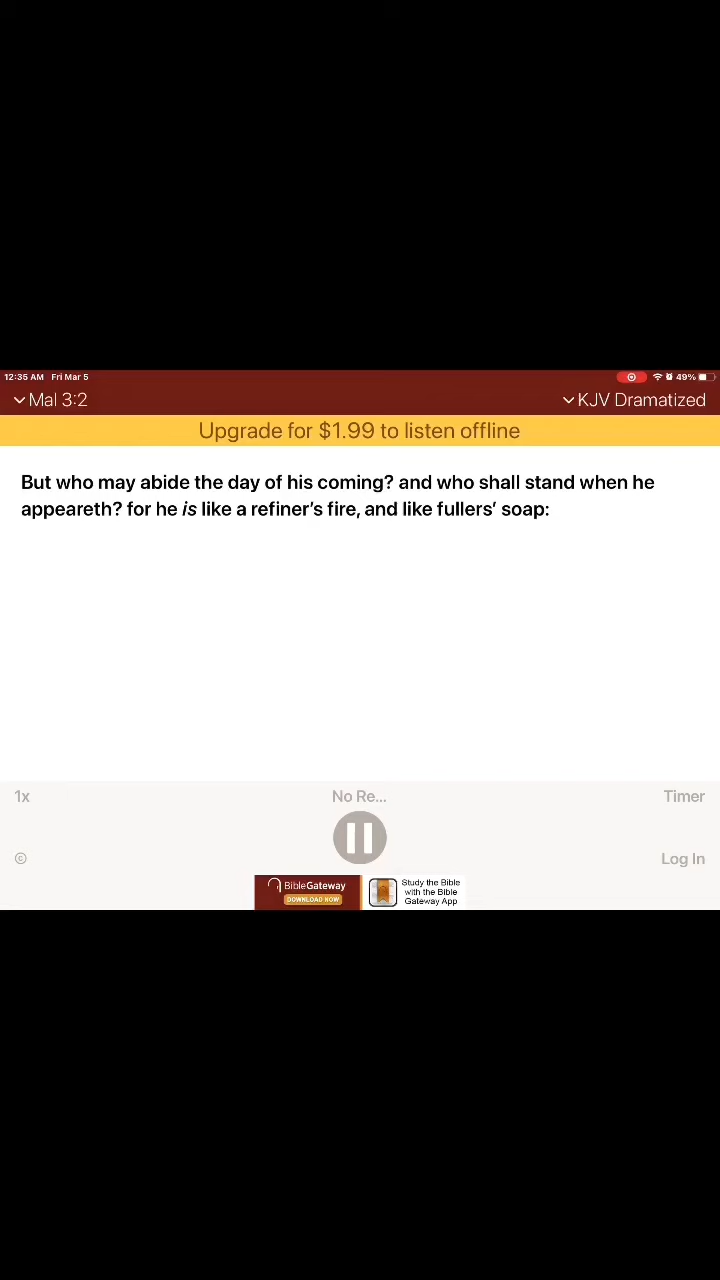 12:35 AM Fri Mar 5 49%
Mal 3:2 KJV Dramatized
Upgrade for $1.99 to listen offline
But who may abide the day of his coming? and who shall stand when he
appeareth? for he is like a refiner’s fire, and like fullers’ soap:
1x No Re... Timer
© Log In
BibleGateway
DOWNLOAD NOW
Study the Bible
with the Bible
Gateway App